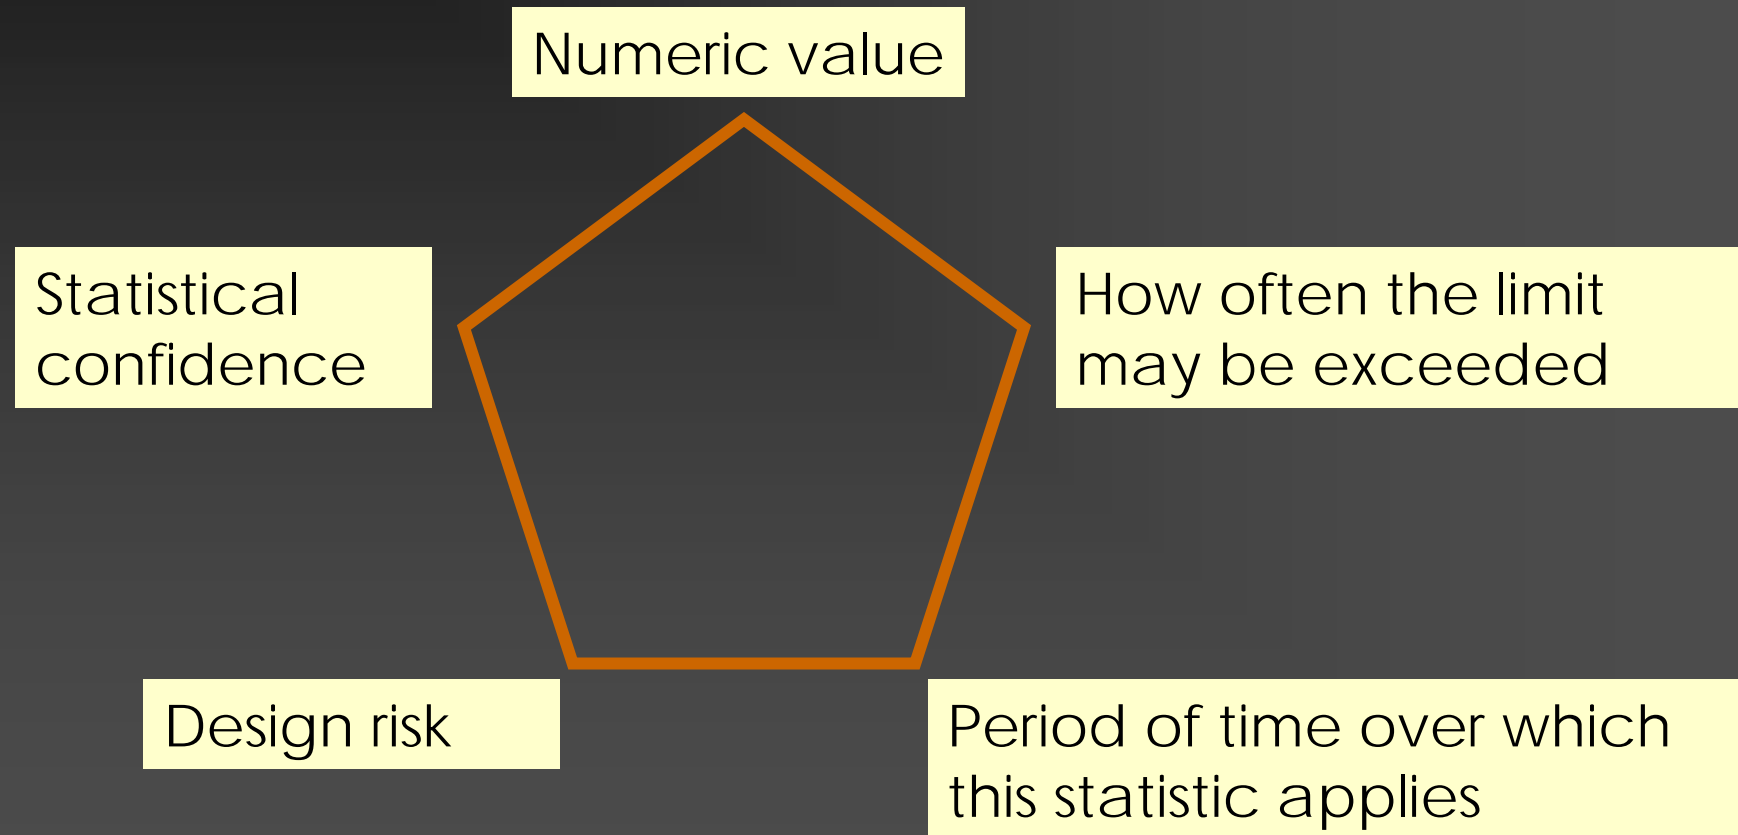 Numeric value
Statistical
confidence
How often the limit
may be exceeded
Design risk
Period of time over which
this statistic applies